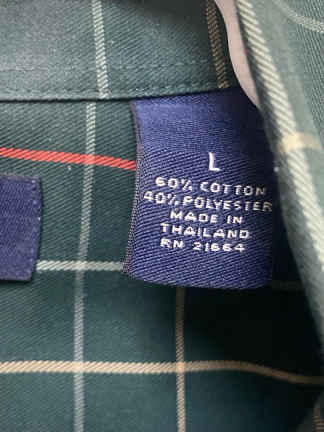 L
60% COTTON
40% POLYESTER
MADE IN
THAILAND
RN 21664